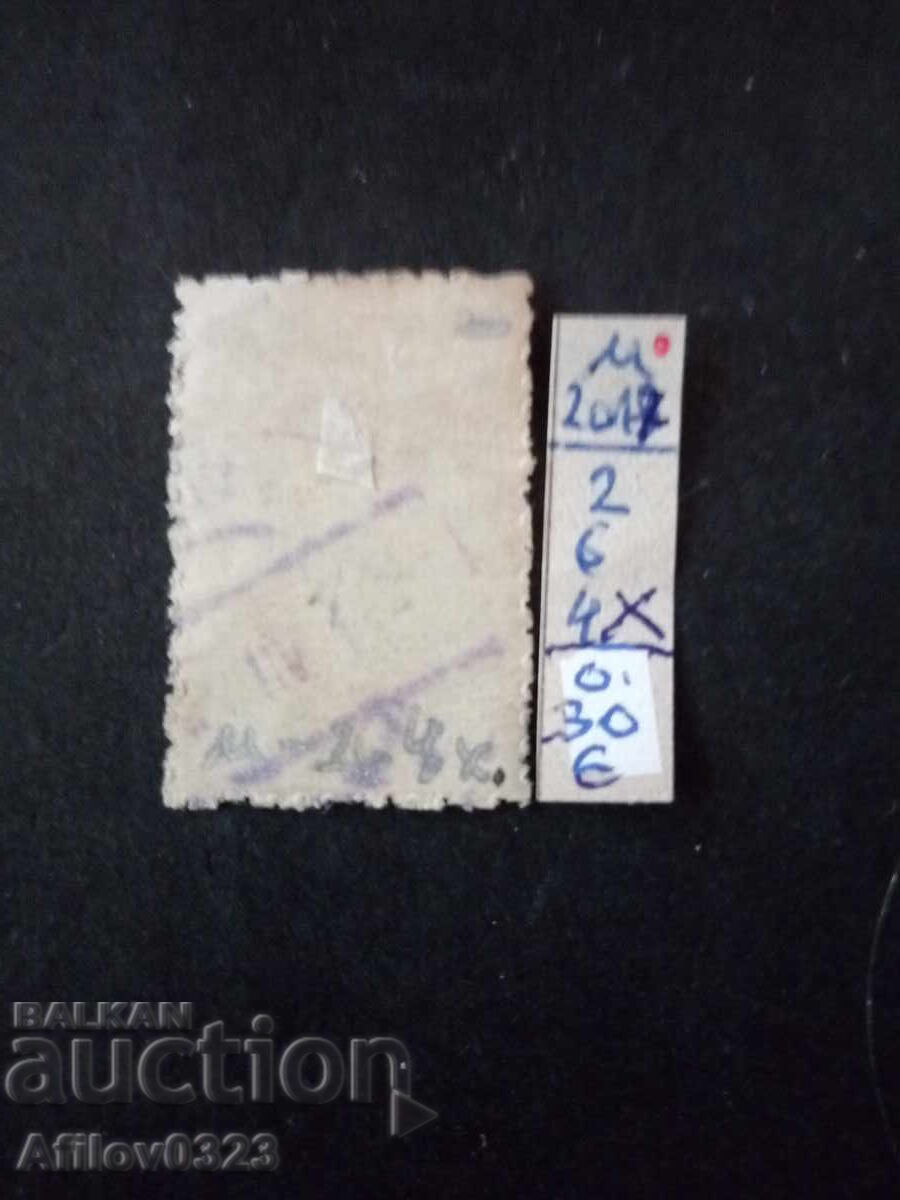 M
2017
2
6
4X
0.
30
€
BALKAN
auction
Afilov0323